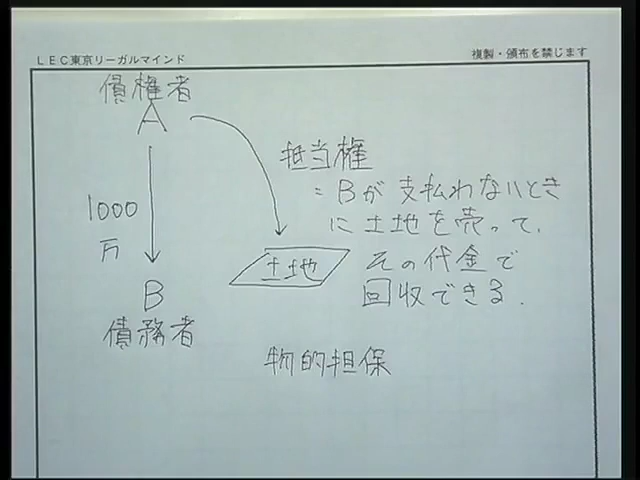 LEC東京リーガルマインド
複製・頒布を禁じます
債権者
A
抵当権
=Bが支払わないとき
に土地を売って、
その代金で
回収できる.
1000
万
土地
B
債務者
物的担保